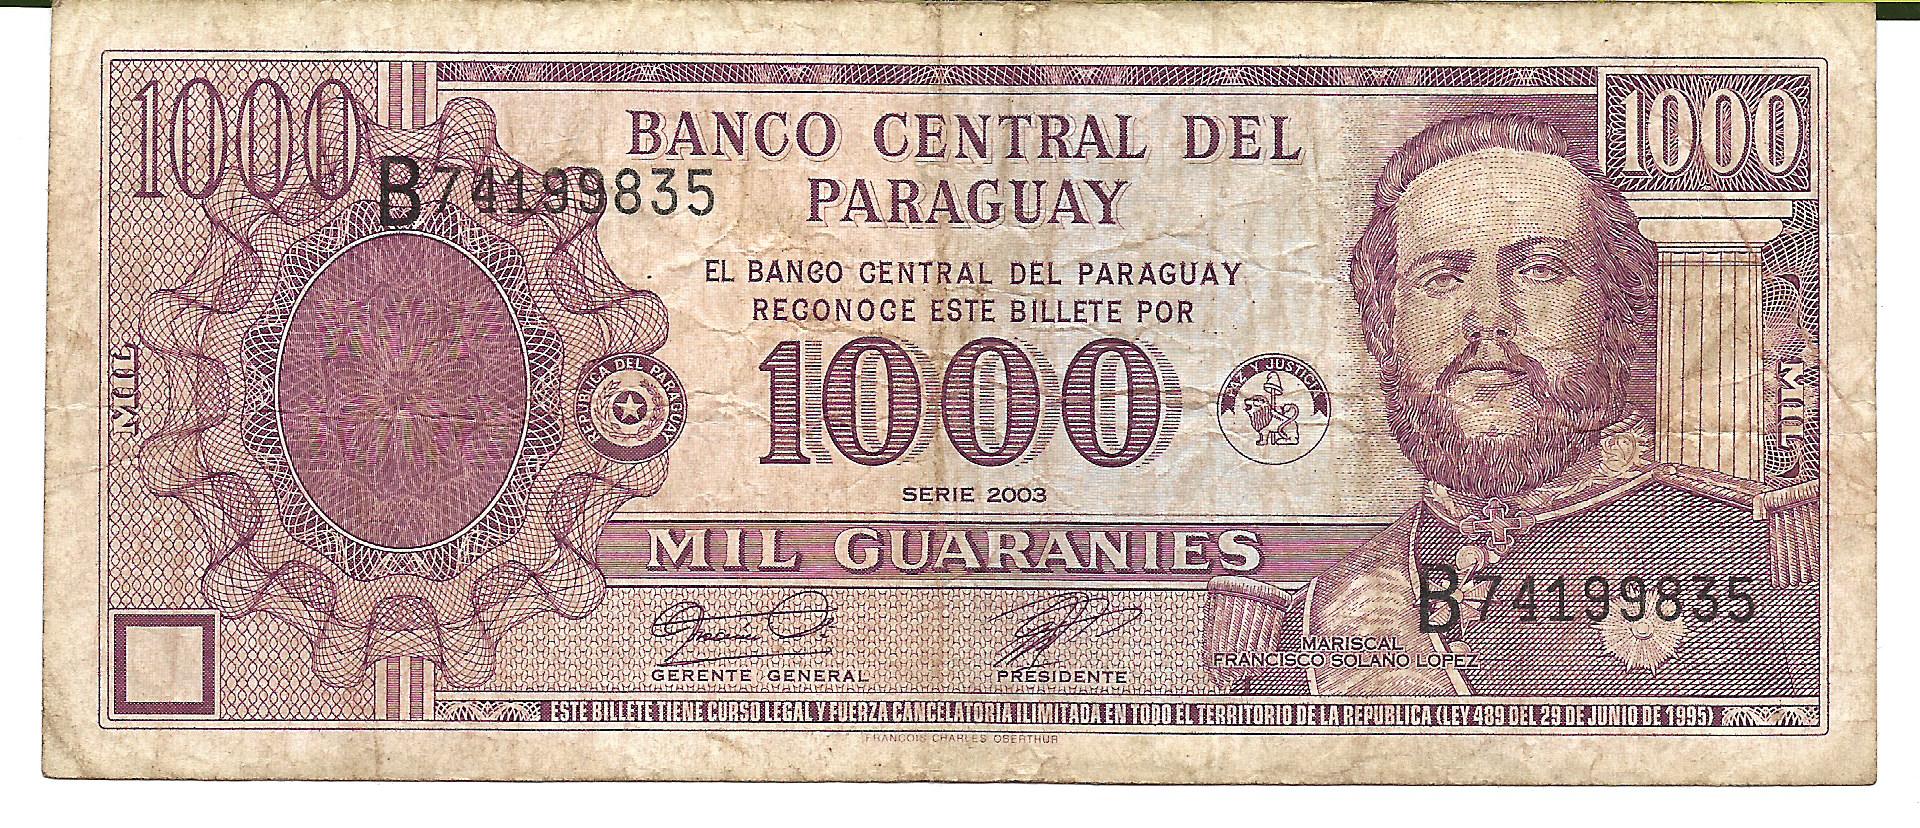 1000
1000
BANCO CENTRAL DEL
PARAGUAY
B74199835
EL BANCO CENTRAL DEL PARAGUAY
RECONOCE ESTE BILLETE POR
1000
REPUBLICA DEL PARAGUAY
PAZ Y JUSTICIA
MIL
MIL
SERIE 2003
MIL GUARANIES
B74199835
GERENTE GENERAL
PRESIDENTE
MARISCAL
FRANCISCO SOLANO LOPEZ
ESTE BILLETE TIENE CURSO LEGAL Y FUERZA CANCELATORIA ILIMITADA EN TODO EL TERRITORIO DE LA REPUBLICA (LEY 489 DEL 29 DE JUNIO DE 1995)
FRANCOIS CHARLES OBERTHUR